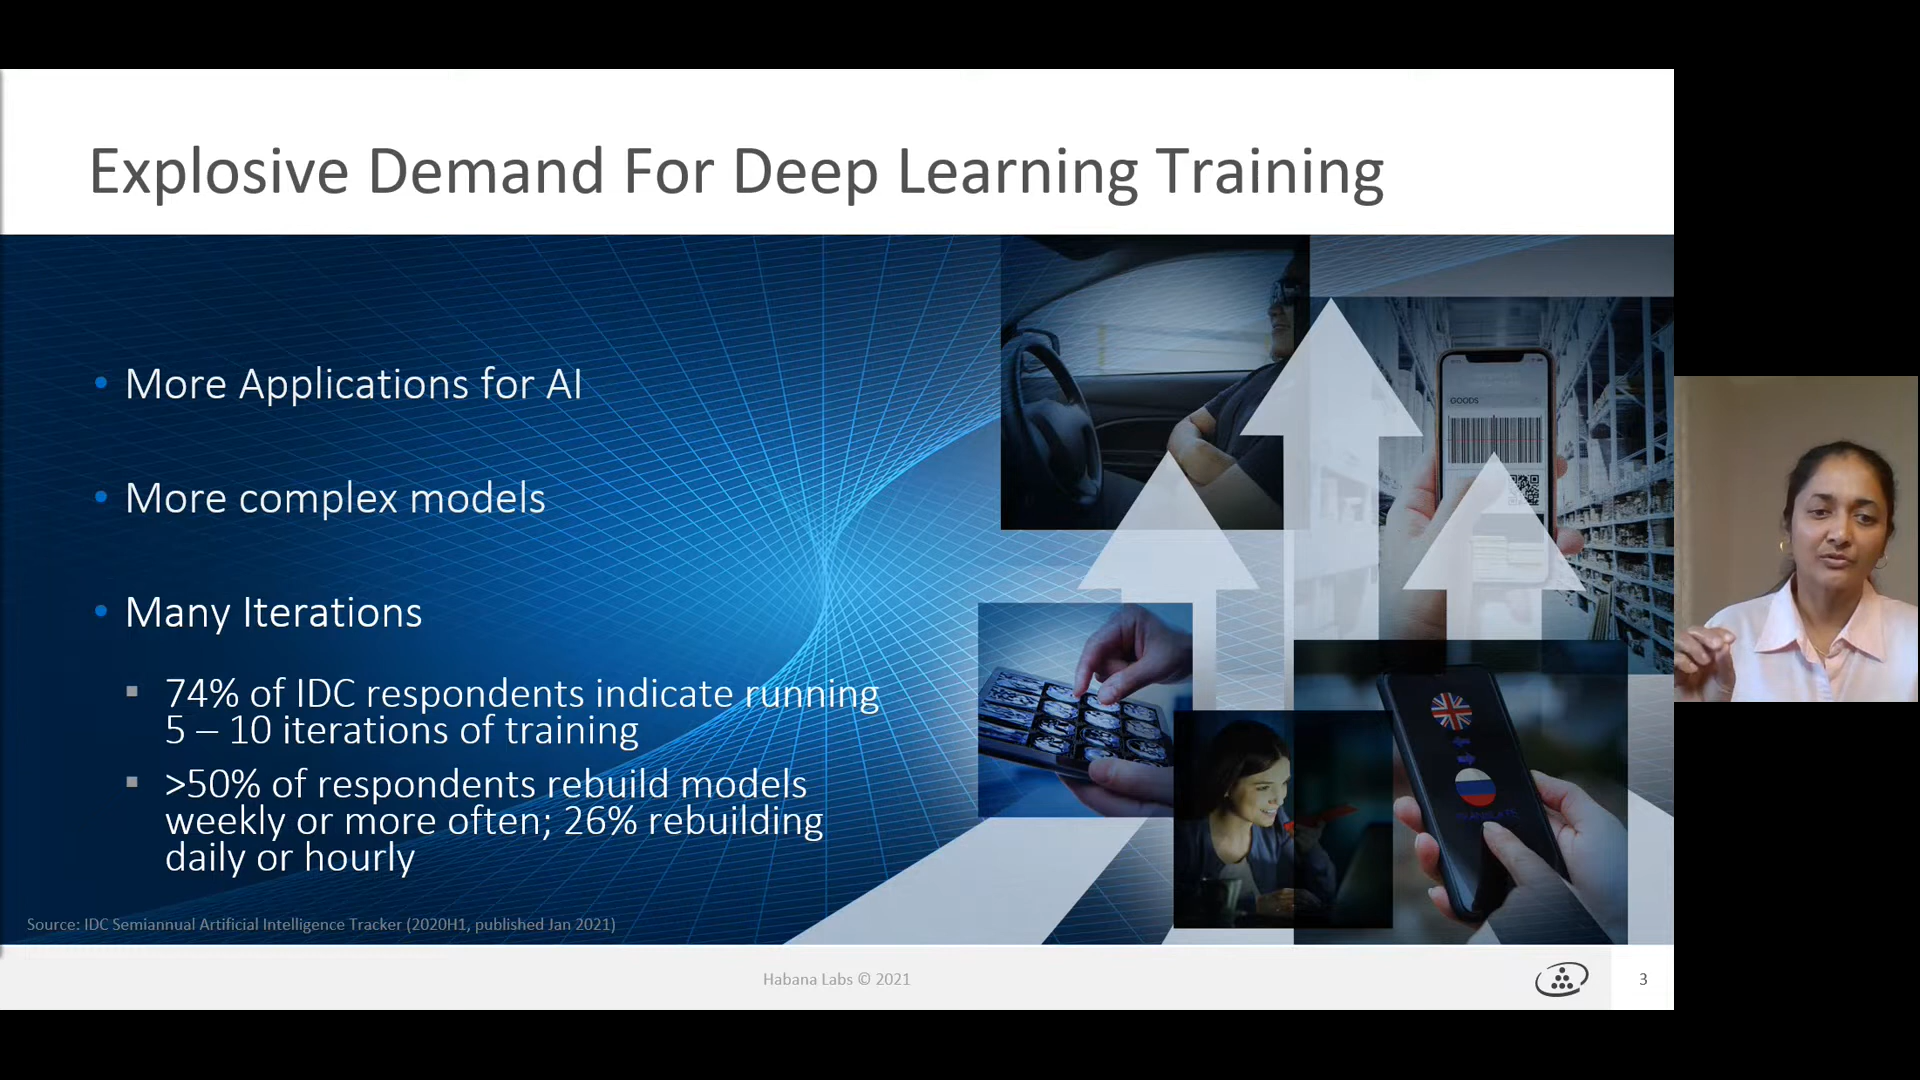 Explosive Demand For Deep Learning Training
• More Applications for AI
• More complex models
• Many Iterations
▪ 74% of IDC respondents indicate running
5 – 10 iterations of training
▪ >50% of respondents rebuild models
weekly or more often; 26% rebuilding
daily or hourly
GOODS
Source: IDC Semiannual Artificial Intelligence Tracker (2020H1, published Jan 2021)
Habana Labs © 2021
3